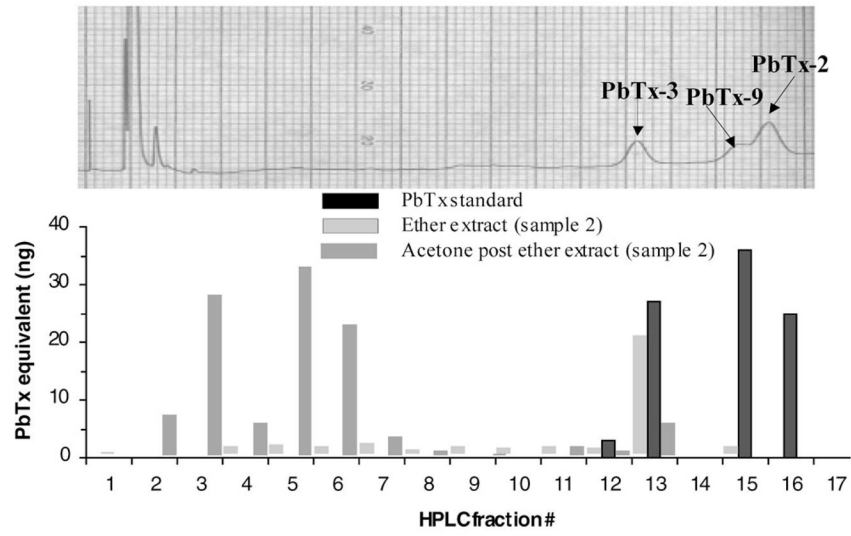 PbTx-2
PbTx-3 PbTx-9
PbTx standard
Ether extract (sample 2)
Acetone post ether extract (sample 2)
PbTx equivalent (ng)
40
30
20
10
0
1 2 3 4 5 6 7 8 9 10 11 12 13 14 15 16 17
HPLC fraction #